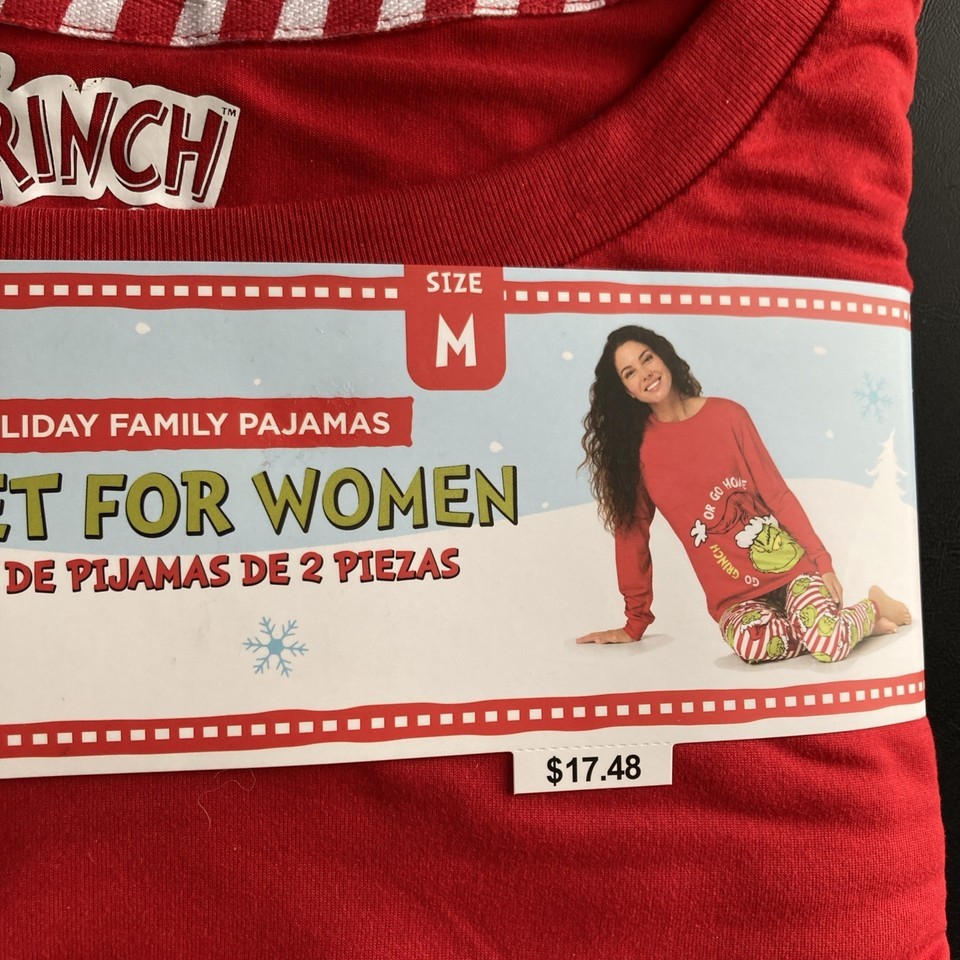 RINCH™
SIZE
M
LIDAY FAMILY PAJAMAS
ET FOR WOMEN
DE PIJAMAS DE 2 PIEZAS
OR GO HOME
GO GRINCH
$17.48